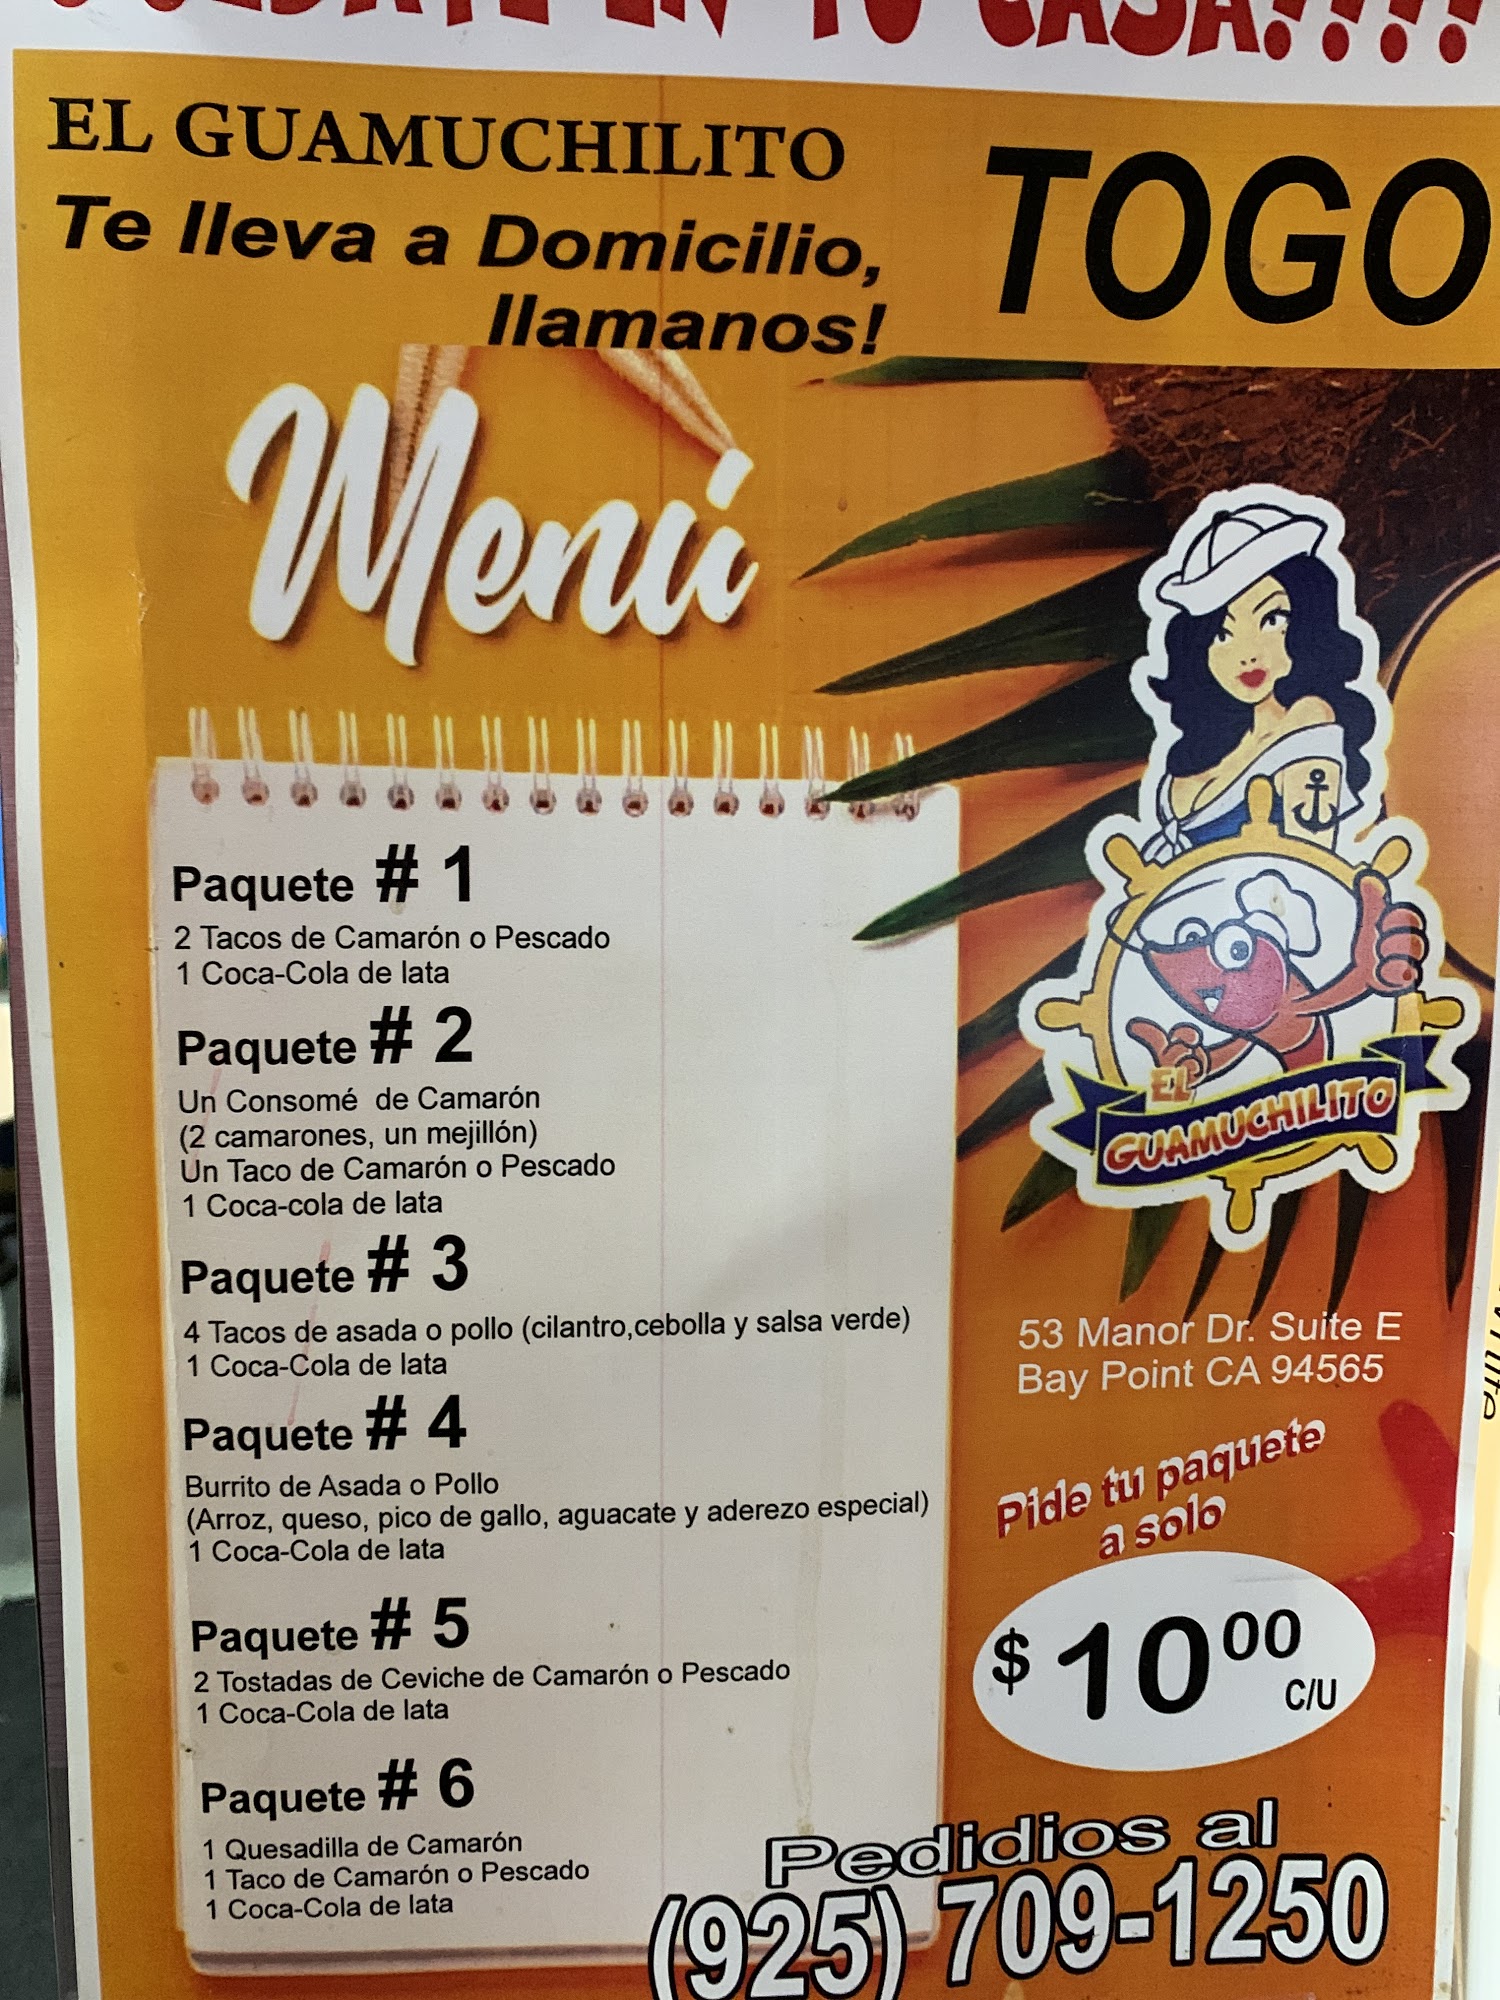 EN TU CASA!!!!
EL GUAMUCHILITO
Te lleva a Domicilio,
llamanos!
TOGO
Menú
Paquete # 1
2 Tacos de Camarón o Pescado
1 Coca-Cola de lata
Paquete # 2
Un Consomé de Camarón
(2 camarones, un mejillón)
Un Taco de Camarón o Pescado
1 Coca-cola de lata
Paquete # 3
4 Tacos de asada o pollo (cilantro,cebolla y salsa verde)
1 Coca-Cola de lata
Paquete # 4
Burrito de Asada o Pollo
(Arroz, queso, pico de gallo, aguacate y aderezo especial)
1 Coca-Cola de lata
Paquete # 5
2 Tostadas de Ceviche de Camarón o Pescado
1 Coca-Cola de lata
Paquete # 6
1 Quesadilla de Camarón
1 Taco de Camarón o Pescado
1 Coca-Cola de lata
EL
GUAMUCHILITO
53 Manor Dr. Suite E
Bay Point CA 94565
Pide tu paquete
a solo
$ 10 00
C/U
Pedidios al
(925) 709-1250